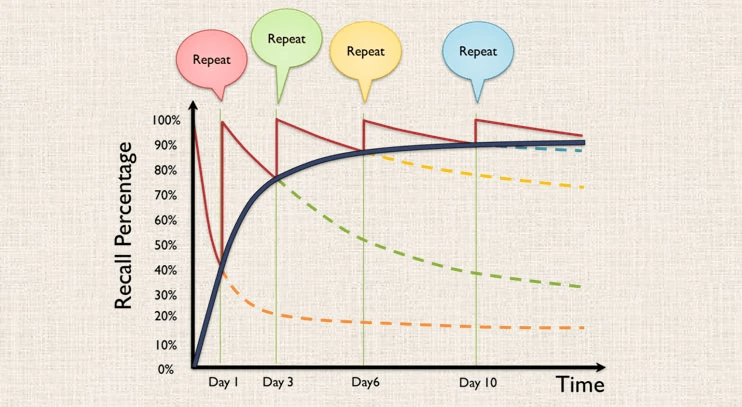 Repeat
Repeat
Repeat
Repeat
Recall Percentage
100%
90%
80%
70%
60%
50%
40%
30%
20%
10%
0%
Day 1
Day 3
Day6
Day 10
Time